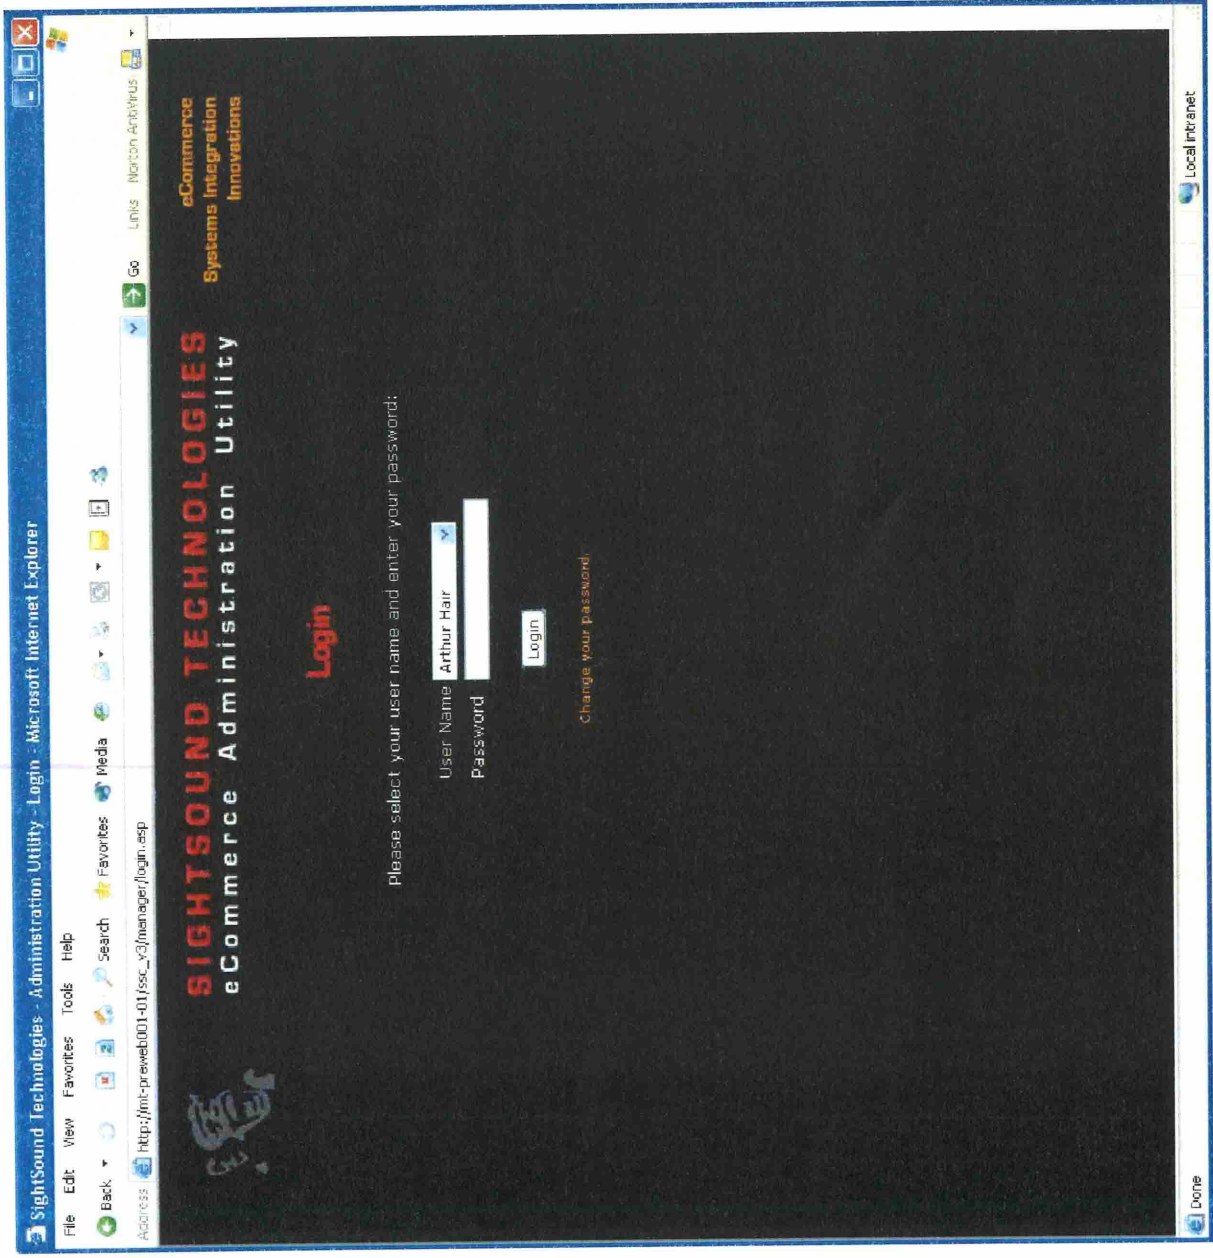 SightSound Technologies - Administration Utility - Login - Microsoft Internet Explorer
File Edit View Favorites Tools Help
Back Search Favorites Media
Address http://mt-preweb001-01/ssc_v3/manager/login.asp Go Links Norton AntiVirus
SIGHTSOUND TECHNOLOGIES
eCommerce Administration Utility
eCommerce
Systems Integration
Innovations
Login
Please select your user name and enter your password:
User Name Arthur Hair
Password
Login
Change your password.
Done Local intranet